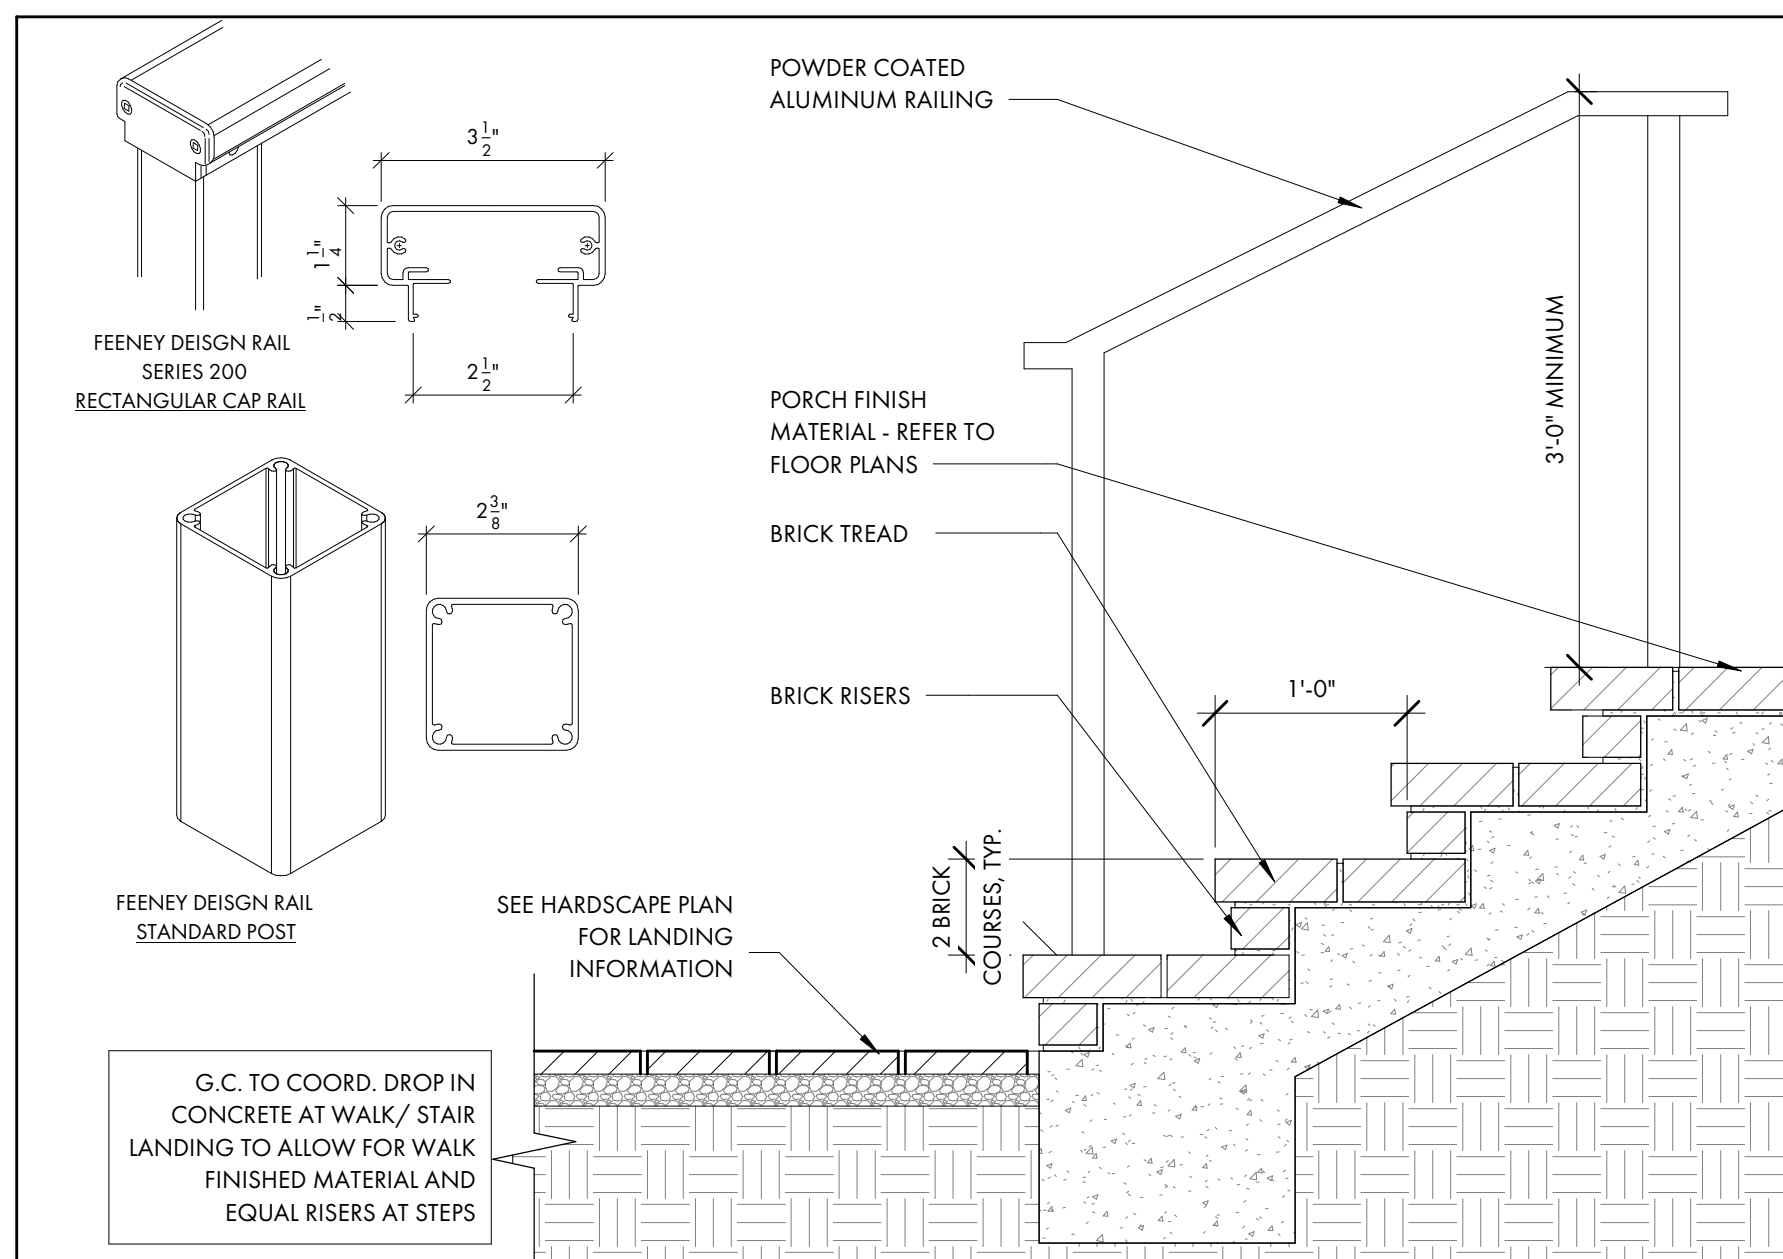 3 1/2"
1 1/4"
1/2"
2 1/2"
FEENEY DEISGN RAIL
SERIES 200
RECTANGULAR CAP RAIL
2 3/8"
FEENEY DEISGN RAIL
STANDARD POST
POWDER COATED
ALUMINUM RAILING
3'-0" MINIMUM
PORCH FINISH
MATERIAL - REFER TO
FLOOR PLANS
BRICK TREAD
BRICK RISERS
1'-0"
2 BRICK
COURSES, TYP.
SEE HARDSCAPE PLAN
FOR LANDING
INFORMATION
G.C. TO COORD. DROP IN
CONCRETE AT WALK/ STAIR
LANDING TO ALLOW FOR WALK
FINISHED MATERIAL AND
EQUAL RISERS AT STEPS